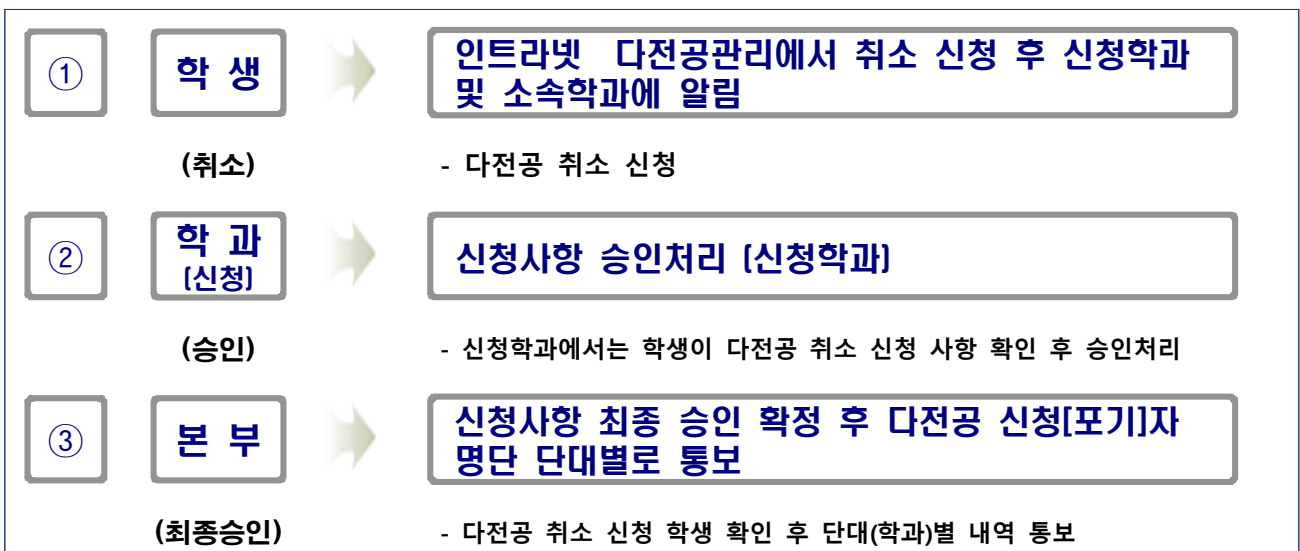 ① 학 생 인트라넷 다전공관리에서 취소 신청 후 신청학과
및 소속학과에 알림
(취소) - 다전공 취소 신청
② 학 과
(신청) 신청사항 승인처리 (신청학과)
(승인) - 신청학과에서는 학생이 다전공 취소 신청 사항 확인 후 승인처리
③ 본 부 신청사항 최종 승인 확정 후 다전공 신청[포기]자
명단 단대별로 통보
(최종승인) - 다전공 취소 신청 학생 확인 후 단대(학과)별 내역 통보